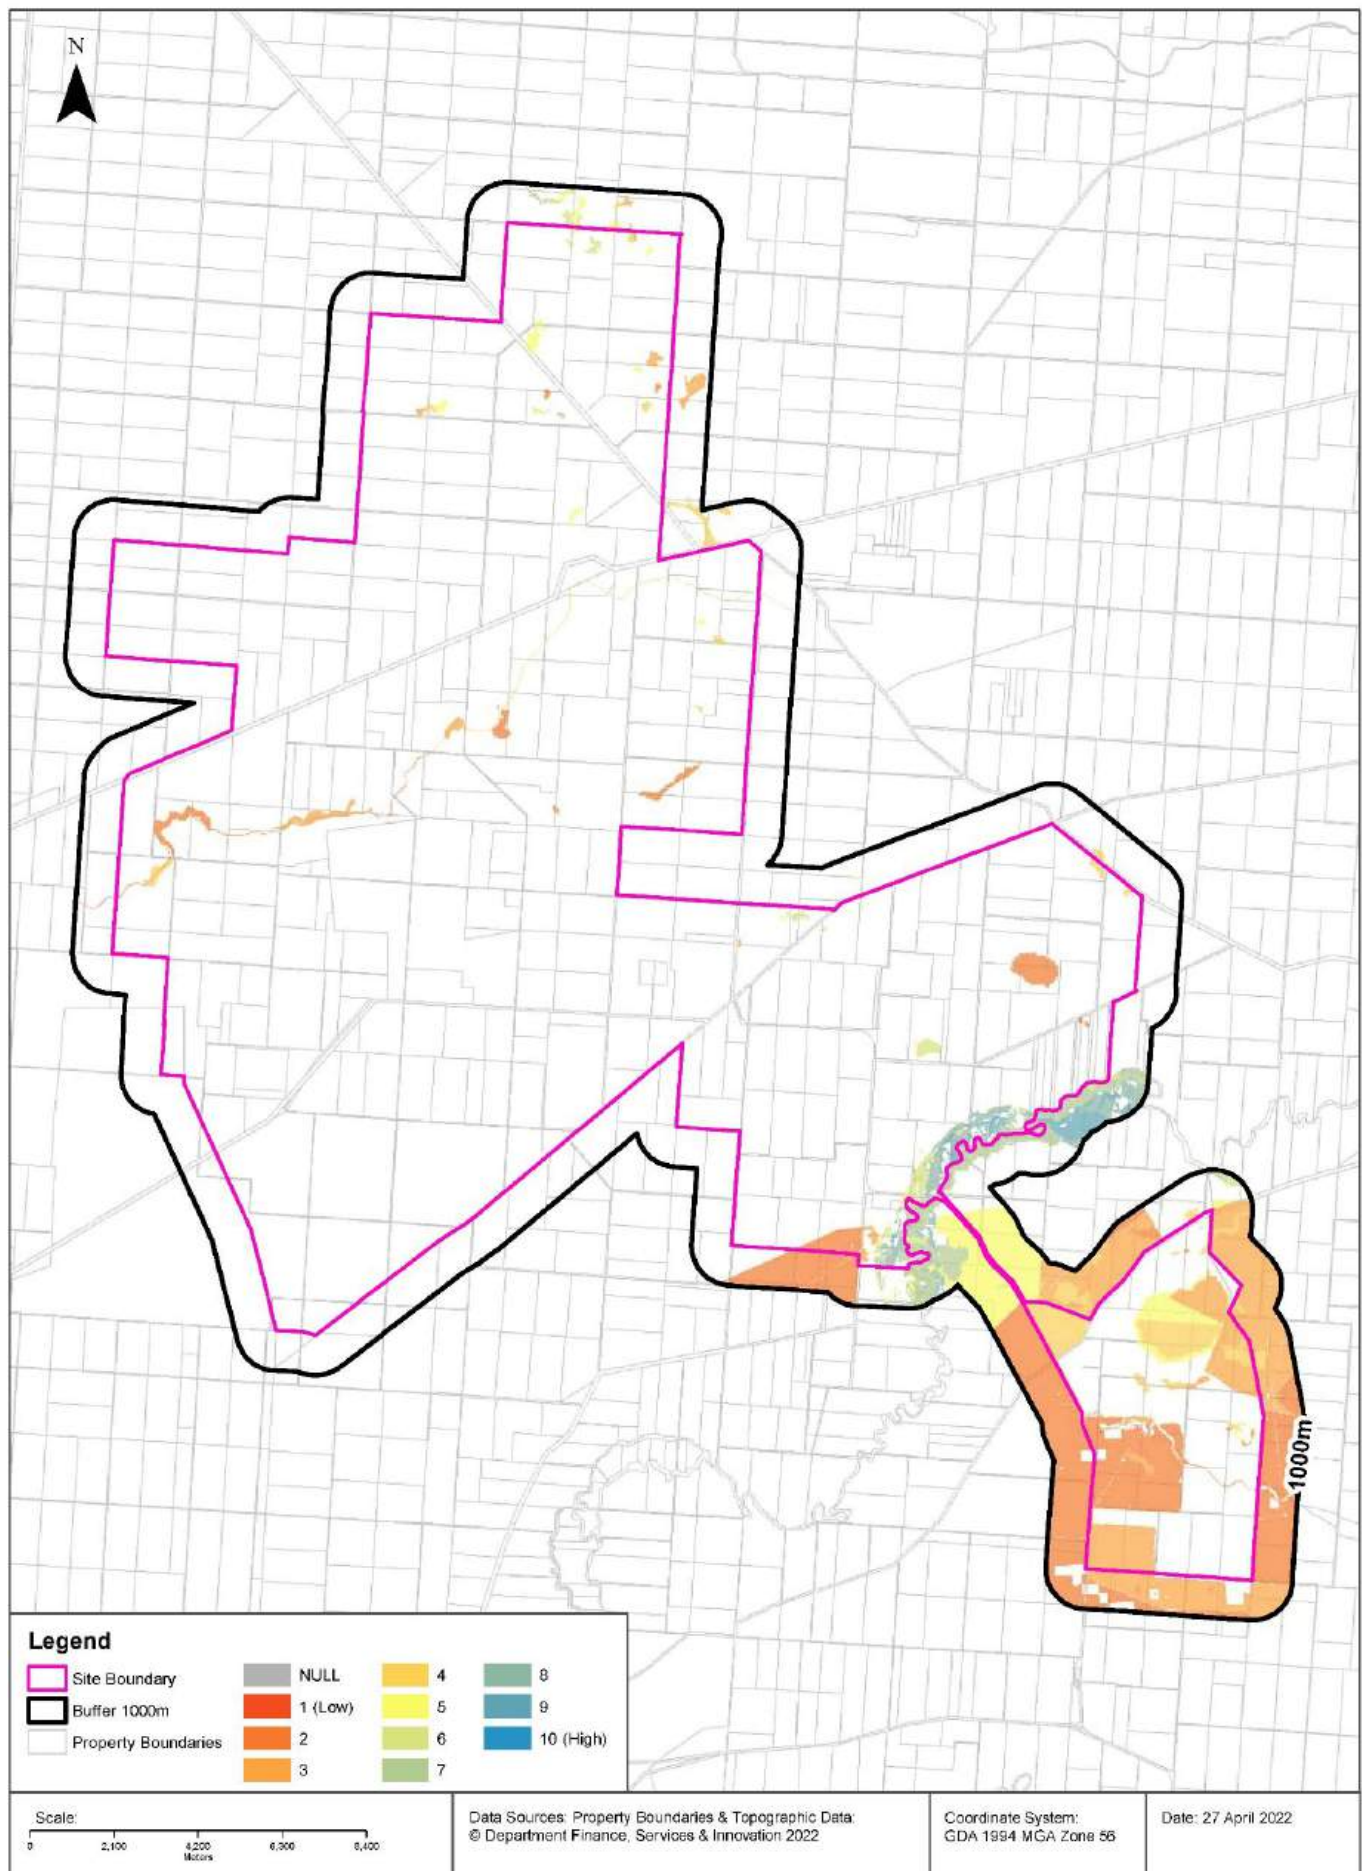 N
1000m
Legend
Site Boundary
Buffer 1000m
Property Boundaries
NULL
1 (Low)
2
3
4
5
6
7
8
9
10 (High)
Scale:
0 2,100 4,200 6,300 8,400
Meters
Data Sources: Property Boundaries & Topographic Data:
© Department Finance, Services & Innovation 2022
Coordinate System:
GDA 1994 MGA Zone 56
Date: 27 April 2022